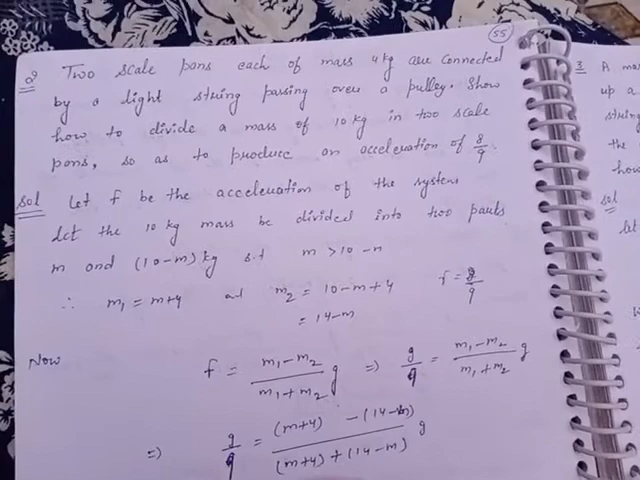 55
Q Two scale pans each of mass 4 kg are connected
by a light string passing over a pulley. Show
how to divide a mass of 10 kg in two scale
pans, so as to produce an acceleration of g/9.
Sol Let f be the acceleration of the system
Let the 10 kg mass be divided into two parts
m and (10-m) kg s.t m > 10-m
∴ m₁ = m+4 and m₂ = 10-m+4 f = g/9
= 14-m
Now f = (m₁-m₂)/(m₁+m₂) g ⇒ g/9 = (m₁-m₂)/(m₁+m₂) g
⇒ g/9 = ((m+4) - (14-m))/((m+4) + (14-m)) g
3 A
up a
string
the
how
sol
let